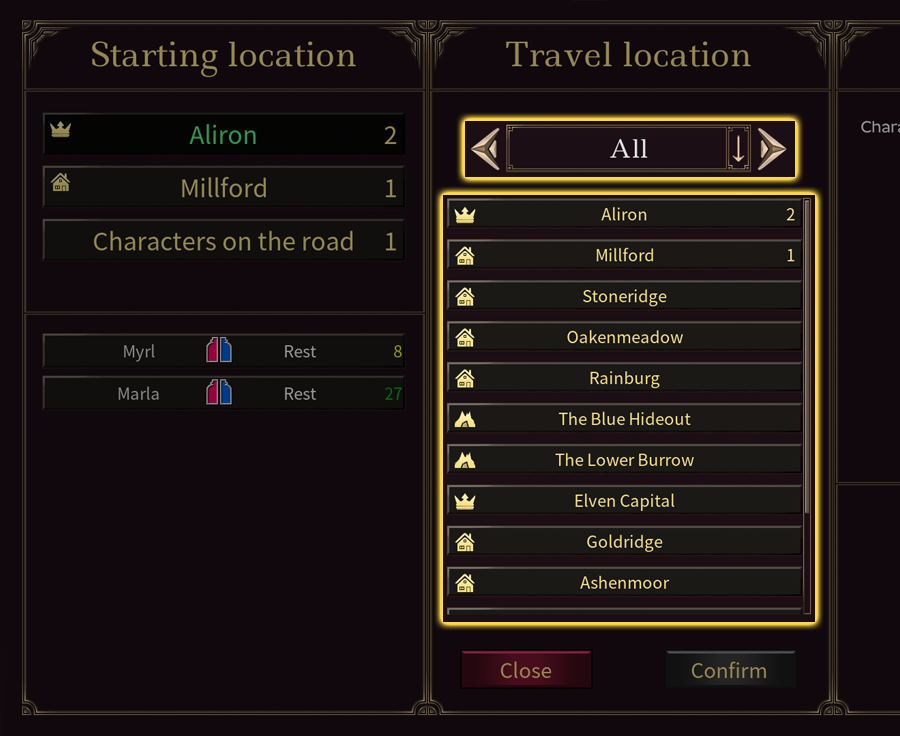 Starting location
Aliron 2
Millford 1
Characters on the road 1
Myrl Rest 8
Marla Rest 27
Travel location
All
Aliron 2
Millford 1
Stoneridge
Oakenmeadow
Rainburg
The Blue Hideout
The Lower Burrow
Elven Capital
Goldridge
Ashenmoor
Close
Confirm